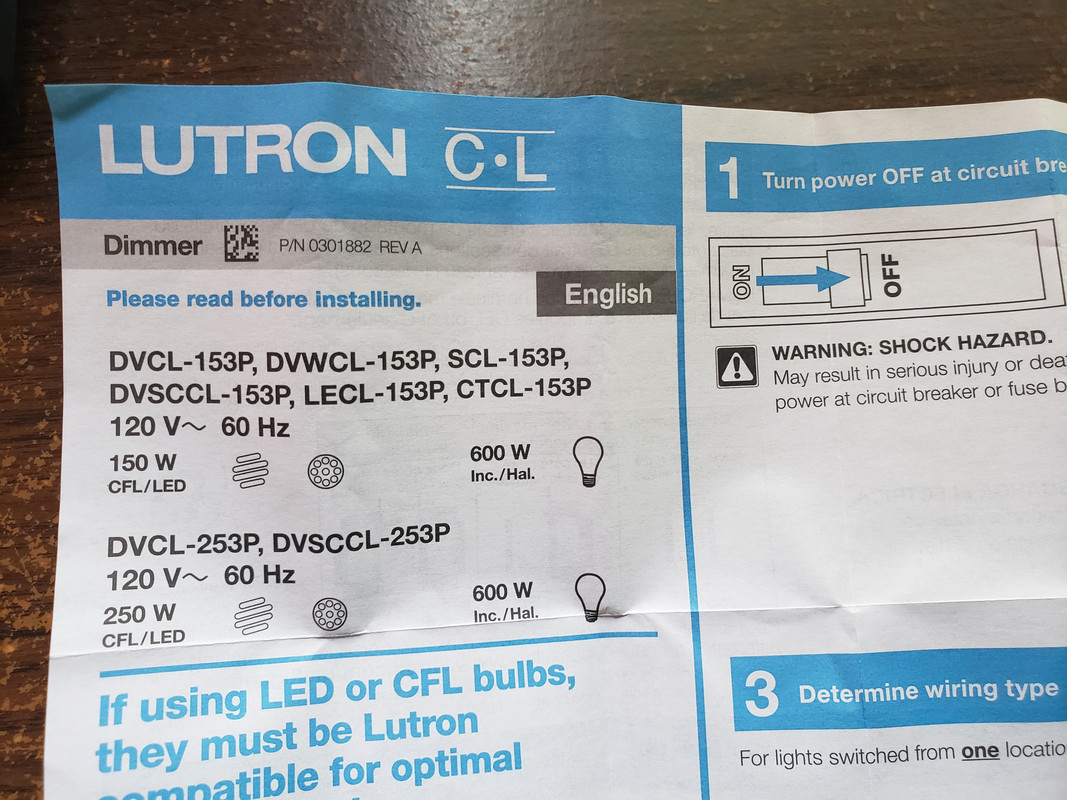 LUTRON C•L
Dimmer P/N 0301882 REV A
Please read before installing.
English
DVCL-153P, DVWCL-153P, SCL-153P,
DVSCCL-153P, LECL-153P, CTCL-153P
120 V～ 60 Hz
150 W
CFL/LED
600 W
Inc./Hal.
DVCL-253P, DVSCCL-253P
120 V～ 60 Hz
250 W
CFL/LED
600 W
Inc./Hal.
If using LED or CFL bulbs,
they must be Lutron
compatible for optimal
1 Turn power OFF at circuit
ON
OFF
WARNING: SHOCK HAZARD.
May result in serious injury or
power at circuit breaker or fuse
3 Determine wiring type
For lights switched from one